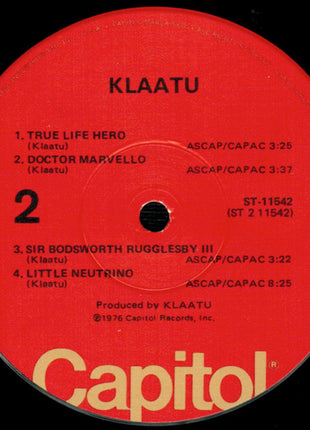 KLAATU
1. TRUE LIFE HERO
(Klaatu) ASCAP/CAPAC 3:25
2. DOCTOR MARVELLO
(Klaatu) ASCAP/CAPAC 3:37
2
ST-11542
(ST 2 11542)
3. SIR BODSWORTH RUGGLESBY III
(Klaatu) ASCAP/CAPAC 3:22
4. LITTLE NEUTRINO
(Klaatu) ASCAP/CAPAC 8:25
Produced by KLAATU
℗1976 Capitol Records, Inc.
Capitol®